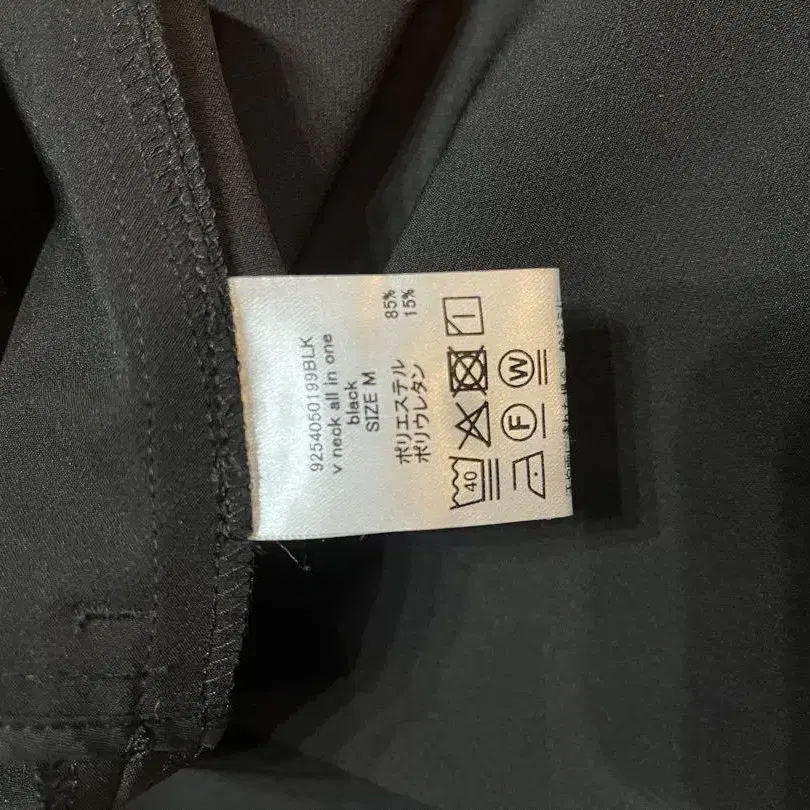 9254050199BLK
v neck all in one
black
SIZE M
ポリエステル 85%
ポリウレタン 15%
40
F W